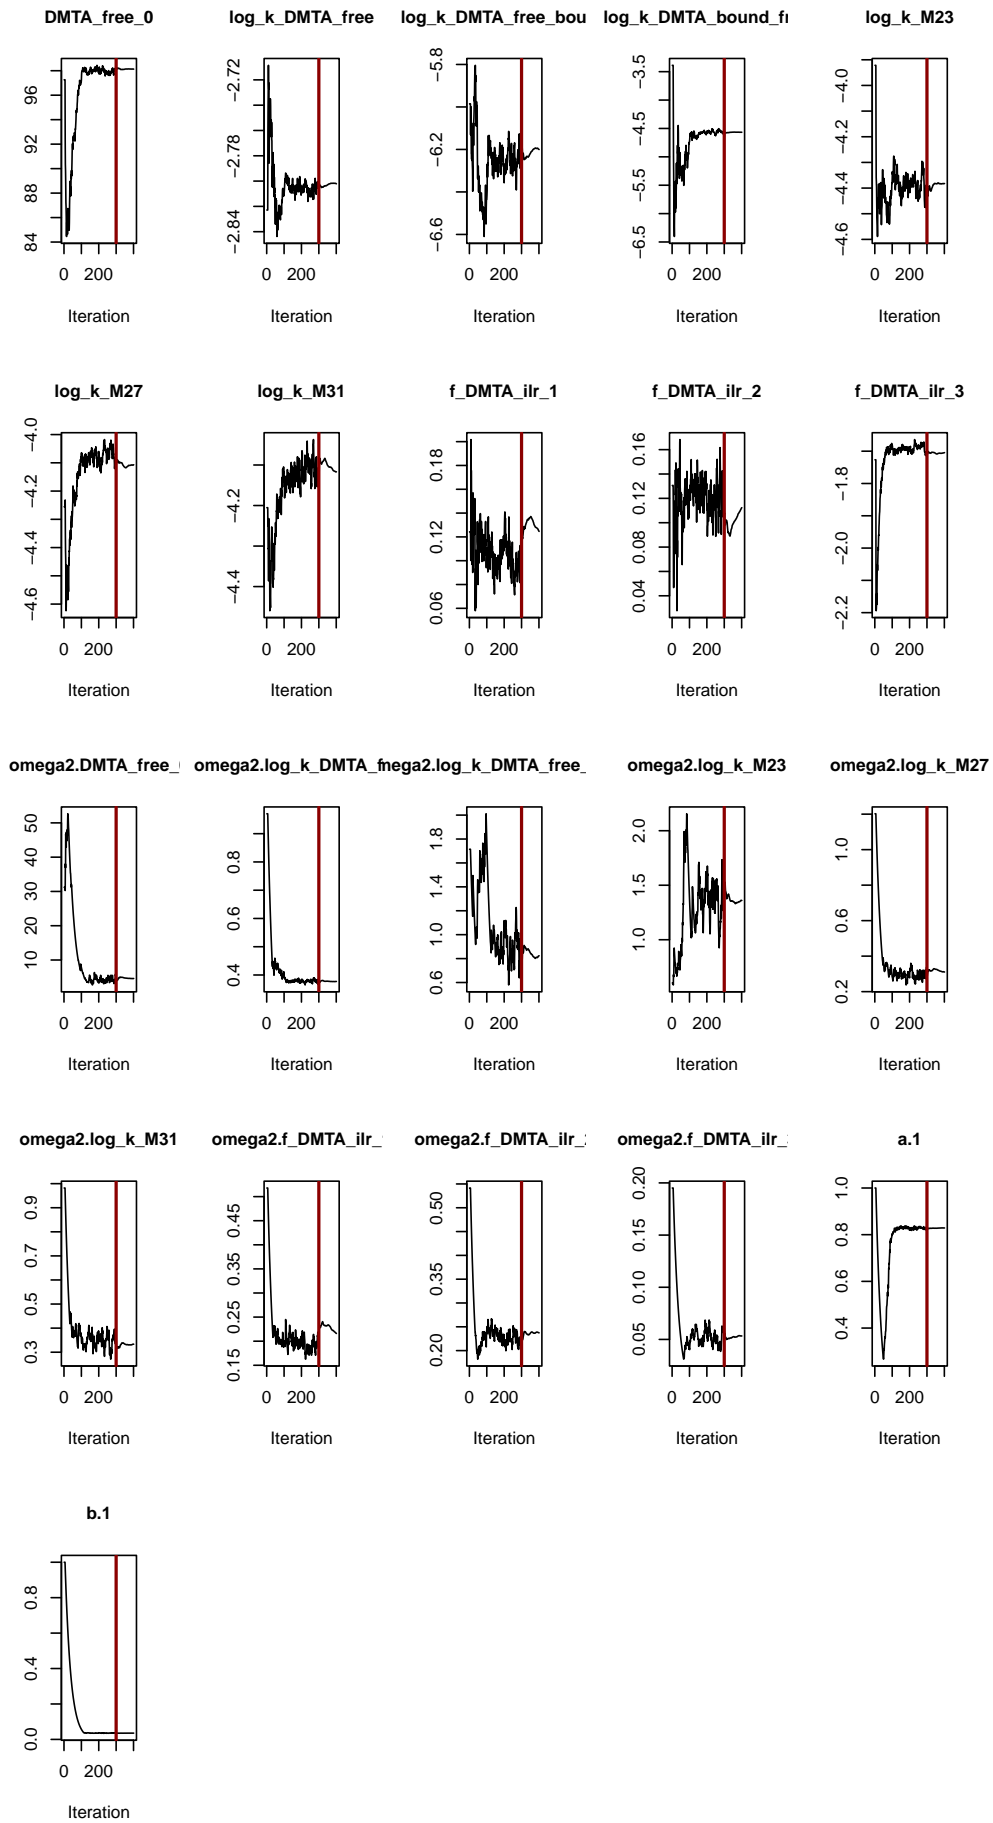 DMTA_free_0 log_k_DMTA_free log_k_DMTA_free_bou log_k_DMTA_bound_fr log_k_M23
84 88 92 96 −2.84 −2.78 −2.72 −6.6 −6.2 −5.8 −6.5 −5.5 −4.5 −3.5 −4.6 −4.4 −4.2 −4.0
0 200 0 200 0 200 0 200 0 200
Iteration Iteration Iteration Iteration Iteration
log_k_M27 log_k_M31 f_DMTA_ilr_1 f_DMTA_ilr_2 f_DMTA_ilr_3
−4.6 −4.4 −4.2 −4.0 −4.4 −4.2 0.06 0.12 0.18 0.04 0.08 0.12 0.16 −2.2 −2.0 −1.8
0 200 0 200 0 200 0 200 0 200
Iteration Iteration Iteration Iteration Iteration
omega2.DMTA_free_ omega2.log_k_DMTA_f mega2.log_k_DMTA_free_ omega2.log_k_M23 omega2.log_k_M27
10 20 30 40 50 0.4 0.6 0.8 0.6 1.0 1.4 1.8 1.0 1.5 2.0 0.2 0.6 1.0
0 200 0 200 0 200 0 200 0 200
Iteration Iteration Iteration Iteration Iteration
omega2.log_k_M31 omega2.f_DMTA_ilr_ omega2.f_DMTA_ilr_ omega2.f_DMTA_ilr_ a.1
0.3 0.5 0.7 0.9 0.15 0.25 0.35 0.45 0.20 0.35 0.50 0.05 0.10 0.15 0.20 0.4 0.6 0.8 1.0
0 200 0 200 0 200 0 200 0 200
Iteration Iteration Iteration Iteration Iteration
b.1
0.0 0.4 0.8
0 200
Iteration